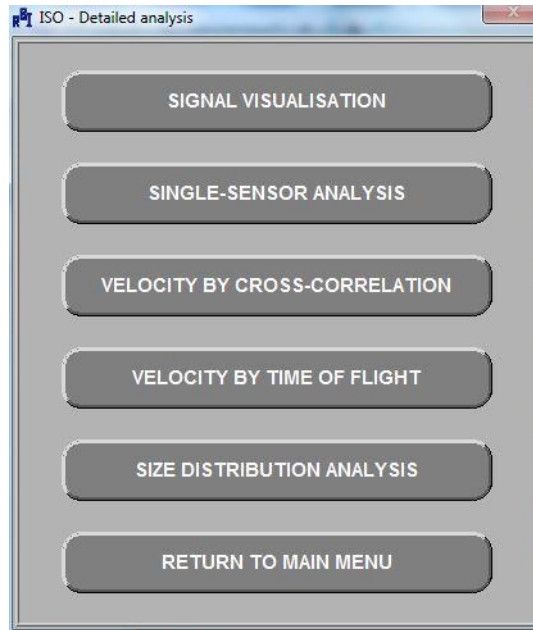 RBI ISO - Detailed analysis
SIGNAL VISUALISATION
SINGLE-SENSOR ANALYSIS
VELOCITY BY CROSS-CORRELATION
VELOCITY BY TIME OF FLIGHT
SIZE DISTRIBUTION ANALYSIS
RETURN TO MAIN MENU